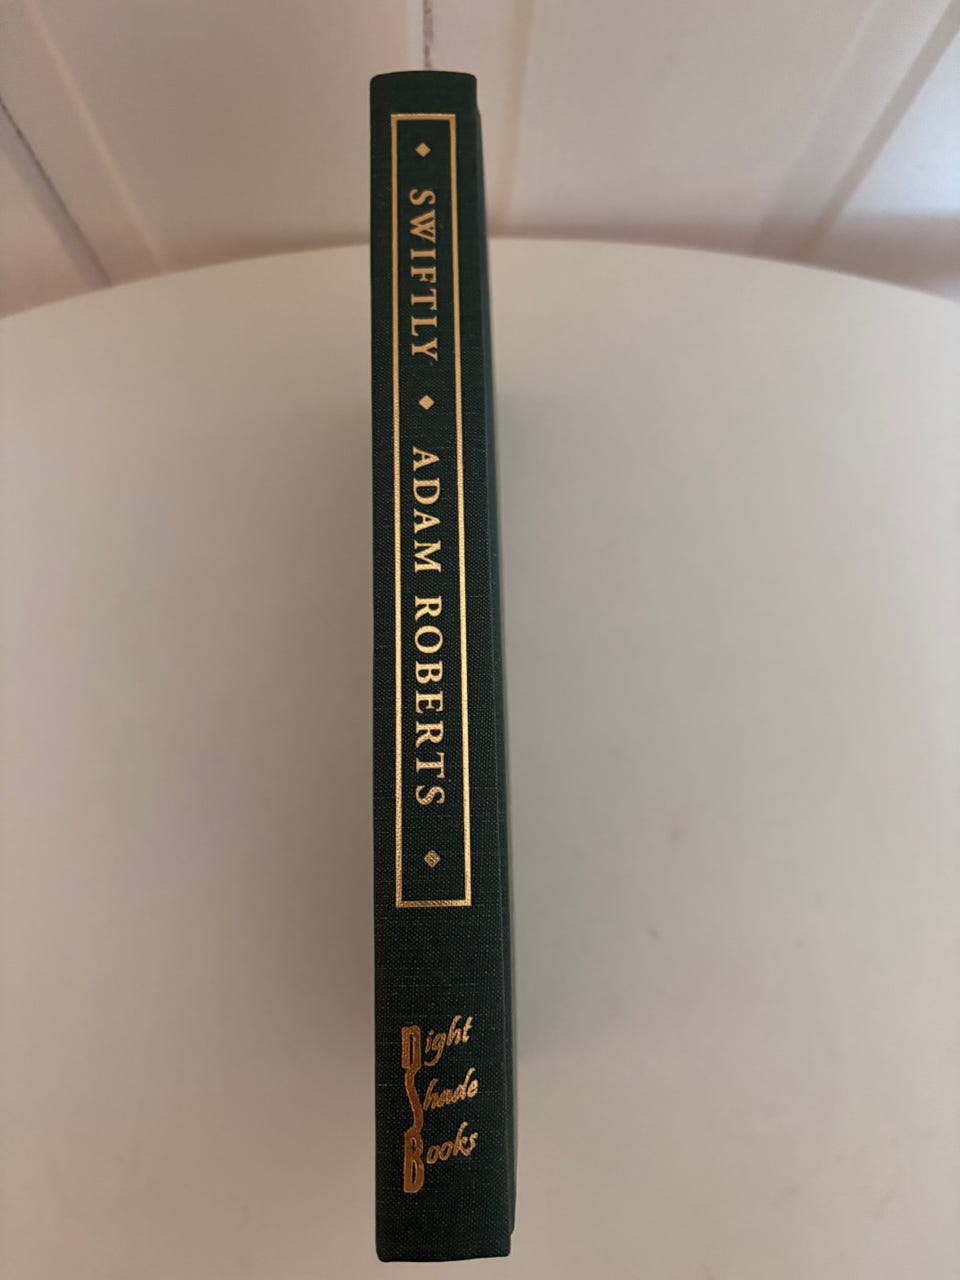 SWIFTLY ◆ ADAM ROBERTS
Night
Shade
Books